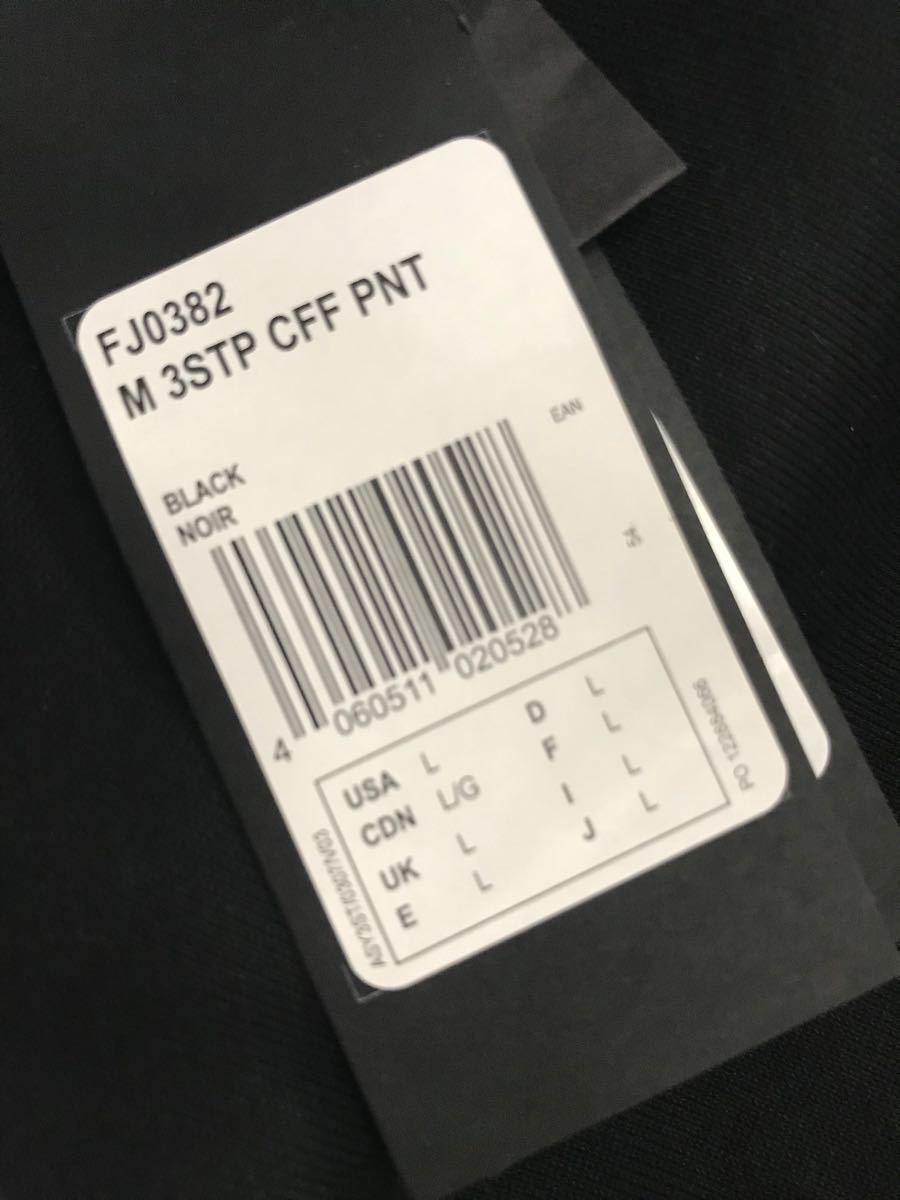 FJ0382
M 3STP CFF PNT
BLACK
NOIR
EAN
4 060511 020528
USA L D L
CDN L/G F L
UK L I L
E L J L